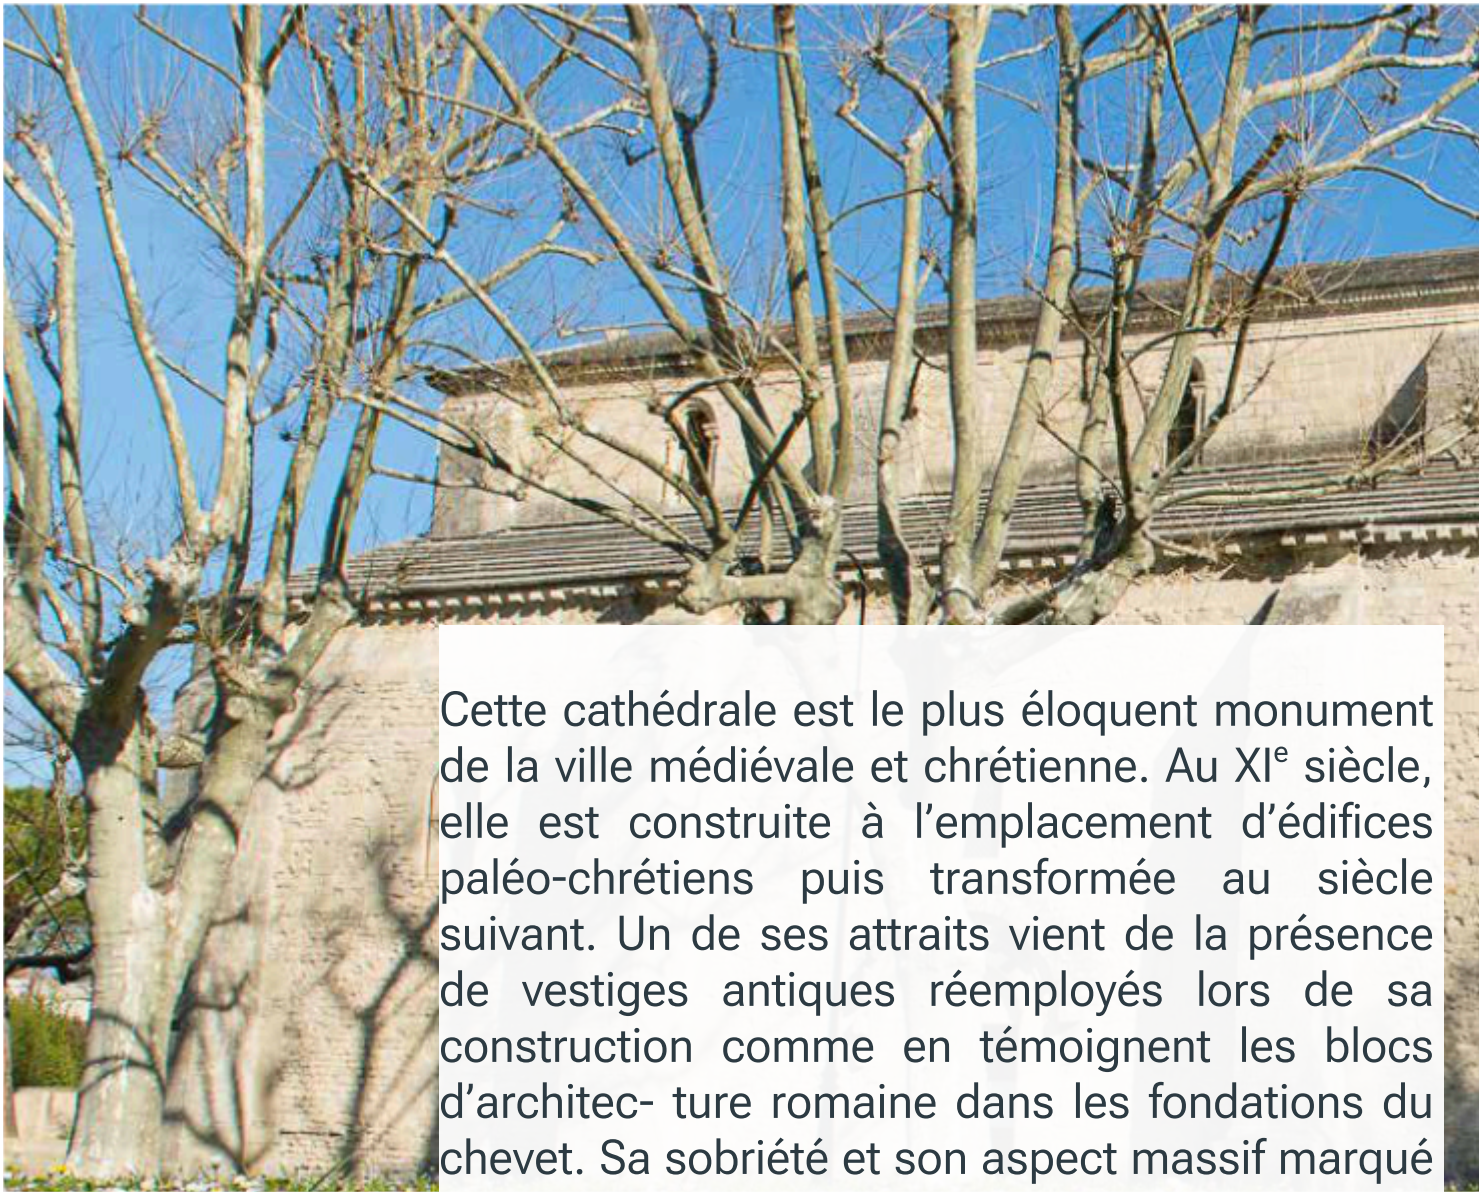 Cette cathédrale est le plus éloquent monument
de la ville médiévale et chrétienne. Au XIᵉ siècle,
elle est construite à l’emplacement d’édifices
paléo-chrétiens puis transformée au siècle
suivant. Un de ses attraits vient de la présence
de vestiges antiques réemployés lors de sa
construction comme en témoignent les blocs
d’architec- ture romaine dans les fondations du
chevet. Sa sobriété et son aspect massif marqué